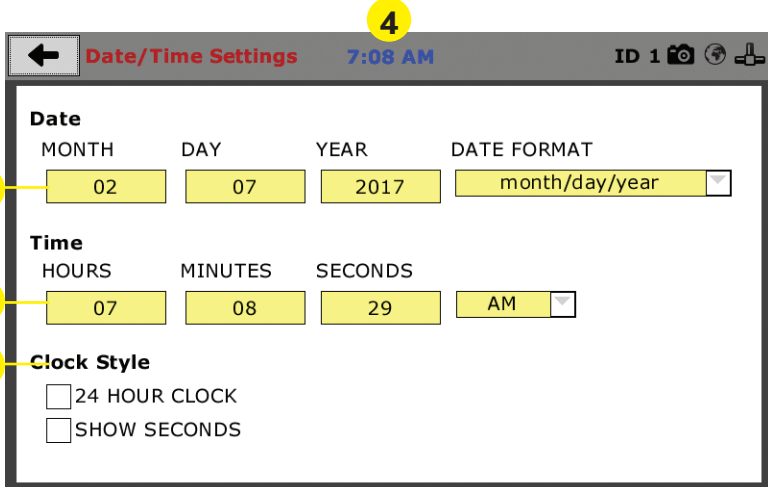 4
Date/Time Settings 7:08 AM ID 1
Date
MONTH DAY YEAR DATE FORMAT
02 07 2017 month/day/year
Time
HOURS MINUTES SECONDS
07 08 29 AM
Clock Style
24 HOUR CLOCK
SHOW SECONDS